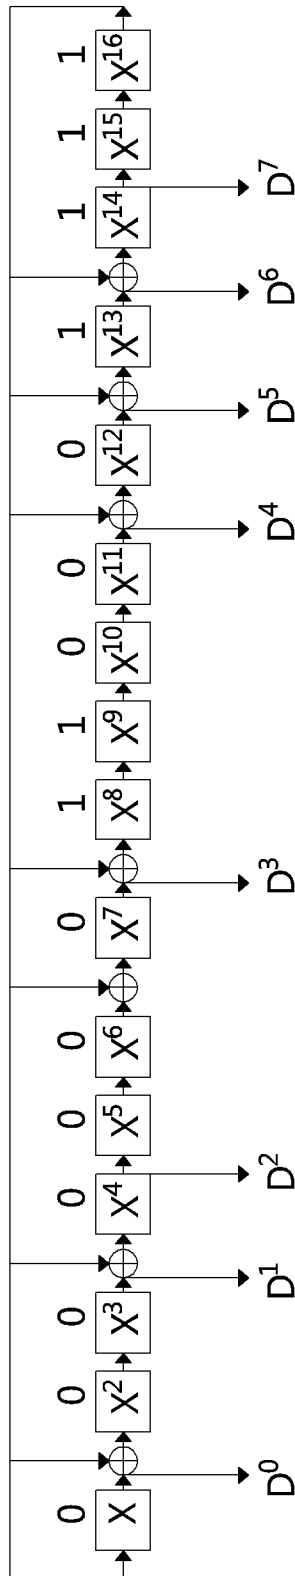 0 0 0 0 0 0 0 1 1 0 0 0 1 1 1 1
X X² X³ X⁴ X⁵ X⁶ X⁷ X⁸ X⁹ X¹⁰ X¹¹ X¹² X¹³ X¹⁴ X¹⁵ X¹⁶
D⁰ D¹ D² D³ D⁴ D⁵ D⁶ D⁷